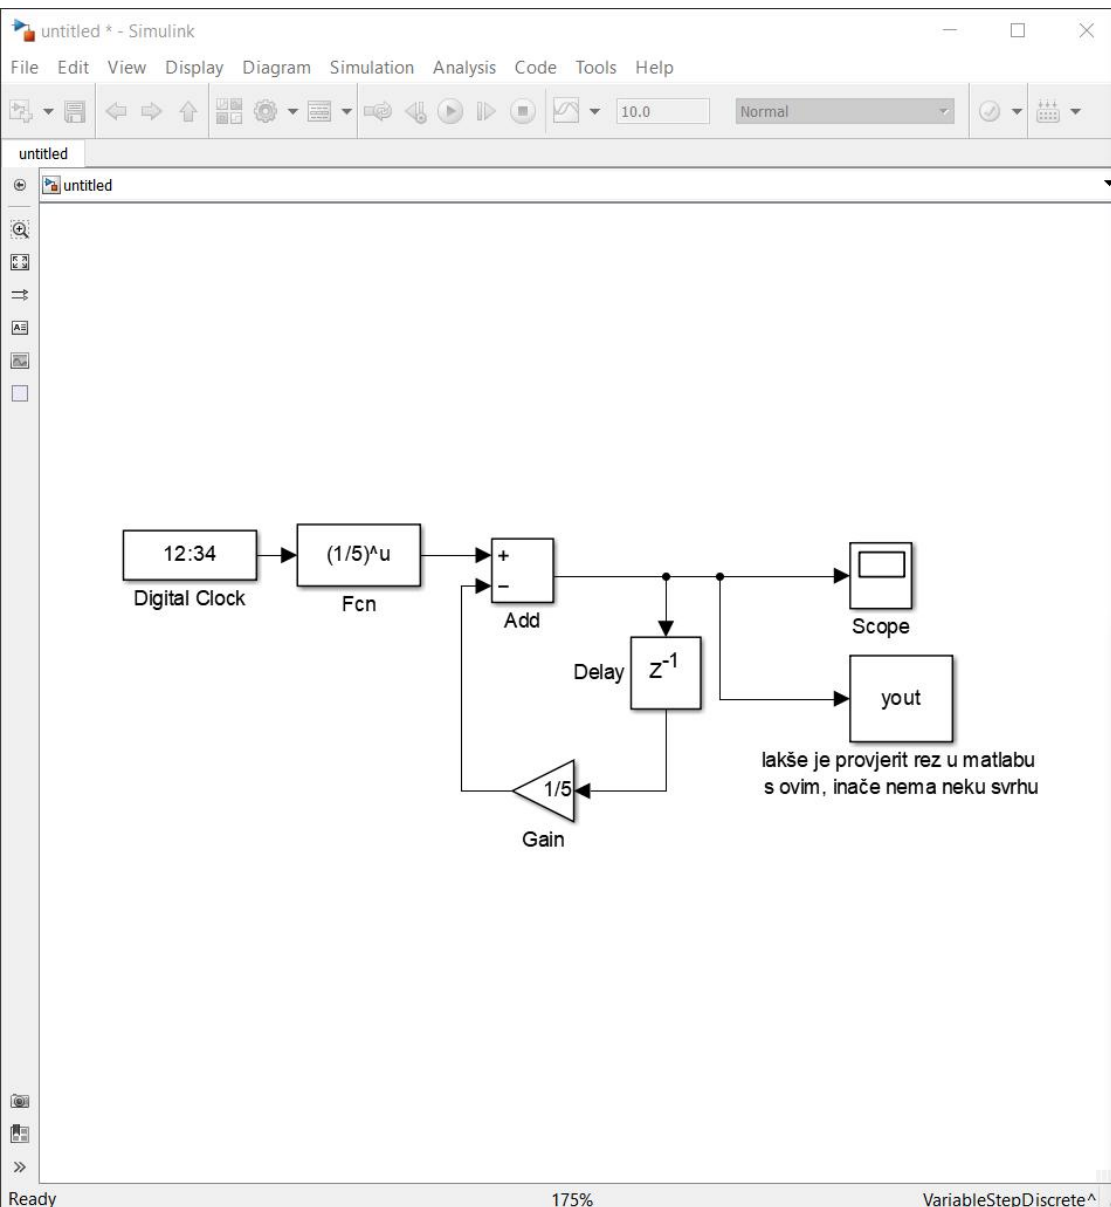 untitled * - Simulink
File Edit View Display Diagram Simulation Analysis Code Tools Help
10.0 Normal
untitled
untitled
12:34
Digital Clock
(1/5)^u
Fcn
+
−
Add
Scope
Delay
z-1
yout
lakše je provjerit rez u matlabu
s ovim, inače nema neku svrhu
1/5
Gain
Ready 175% VariableStepDiscrete^